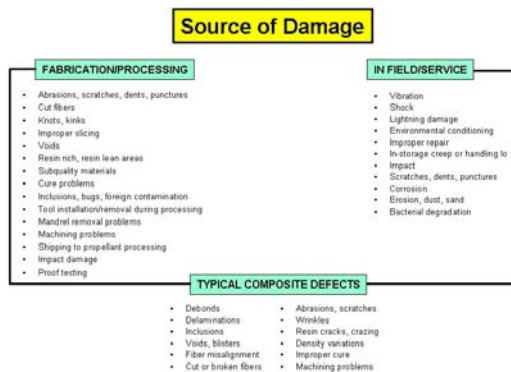 Source of Damage
FABRICATION/PROCESSING
• Abrasions, scratches, dents, punctures
• Cut fibers
• Knots, kinks
• Improper slicing
• Voids
• Resin rich, resin lean areas
• Subquality materials
• Cure problems
• Inclusions, bugs, foreign contamination
• Tool installation/removal during processing
• Mandrel removal problems
• Machining problems
• Shipping to propellant processing
• Impact damage
• Proof testing
IN FIELD/SERVICE
• Vibration
• Shock
• Lightning damage
• Environmental conditioning
• Improper repair
• In-storage creep or handling lo
• Impact
• Scratches, dents, punctures
• Corrosion
• Erosion, dust, sand
• Bacterial degradation
TYPICAL COMPOSITE DEFECTS
• Debonds
• Delaminations
• Inclusions
• Voids, blisters
• Fiber misalignment
• Cut or broken fibers
• Abrasions, scratches
• Wrinkles
• Resin cracks, crazing
• Density variations
• Improper cure
• Machining problems